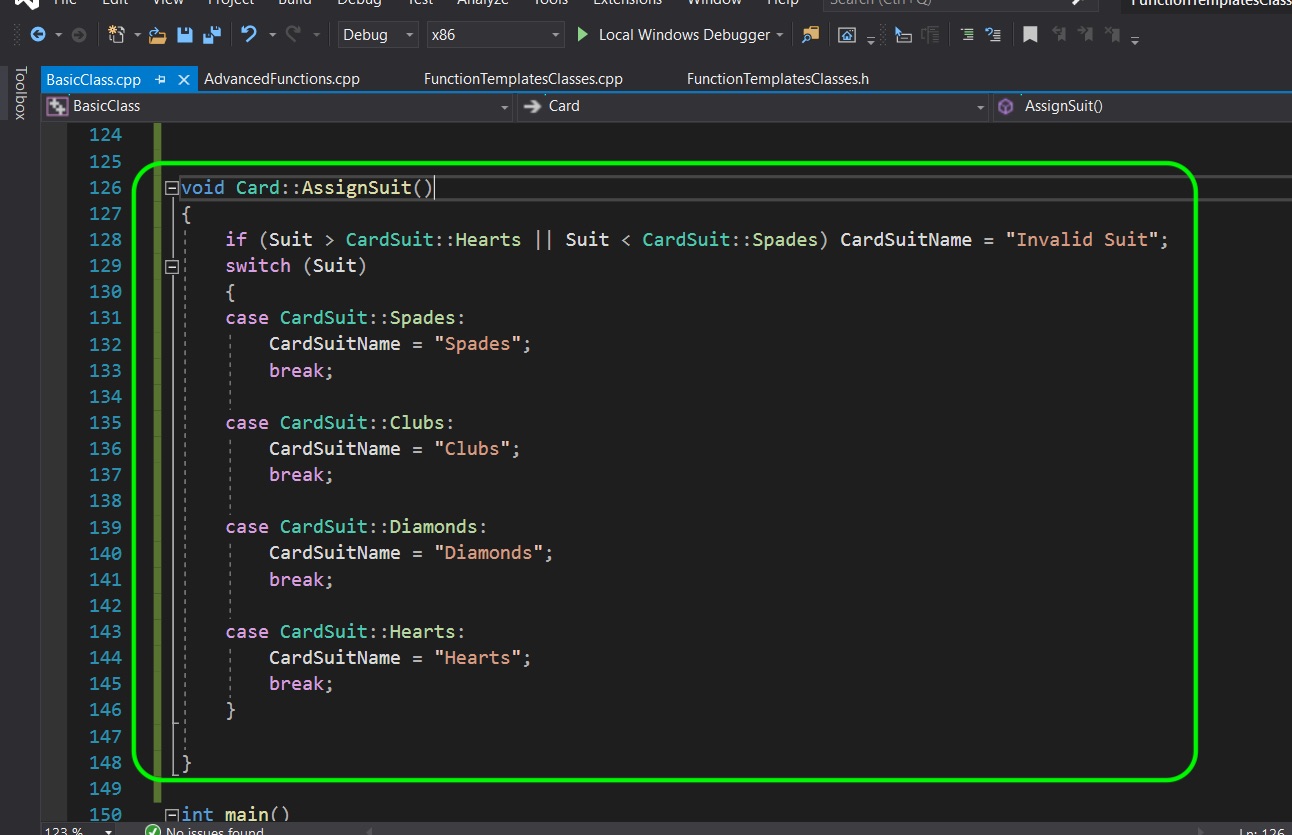 File Edit View Project Build Debug Test Analyze Tools Extensions Window Help Search (Ctrl+Q) FunctionTemplatesClass
Debug x86 Local Windows Debugger
Toolbox
BasicClass.cpp AdvancedFunctions.cpp FunctionTemplatesClasses.cpp FunctionTemplatesClasses.h
BasicClass Card AssignSuit()
124
125
126 void Card::AssignSuit()
127 {
128 if (Suit > CardSuit::Hearts || Suit < CardSuit::Spades) CardSuitName = "Invalid Suit";
129 switch (Suit)
130 {
131 case CardSuit::Spades:
132 CardSuitName = "Spades";
133 break;
134
135 case CardSuit::Clubs:
136 CardSuitName = "Clubs";
137 break;
138
139 case CardSuit::Diamonds:
140 CardSuitName = "Diamonds";
141 break;
142
143 case CardSuit::Hearts:
144 CardSuitName = "Hearts";
145 break;
146 }
147
148 }
149
150 int main()
123 % No issues found Ln: 126